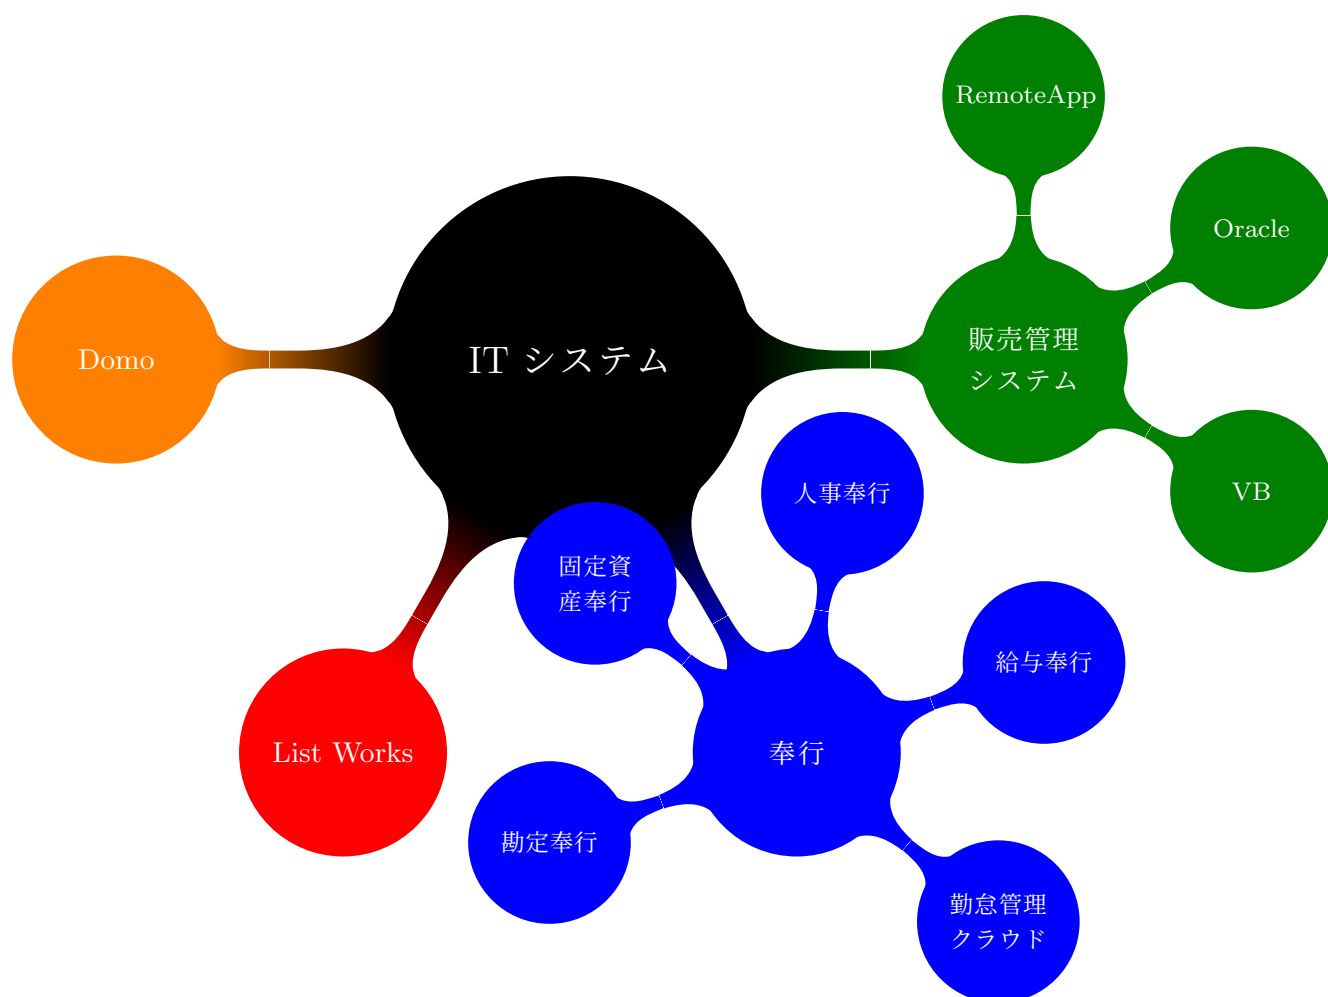 RemoteApp
Oracle
Domo
IT システム
販売管理
システム
VB
人事奉行
固定資
産奉行
給与奉行
List Works
奉行
勘定奉行
勤怠管理
クラウド